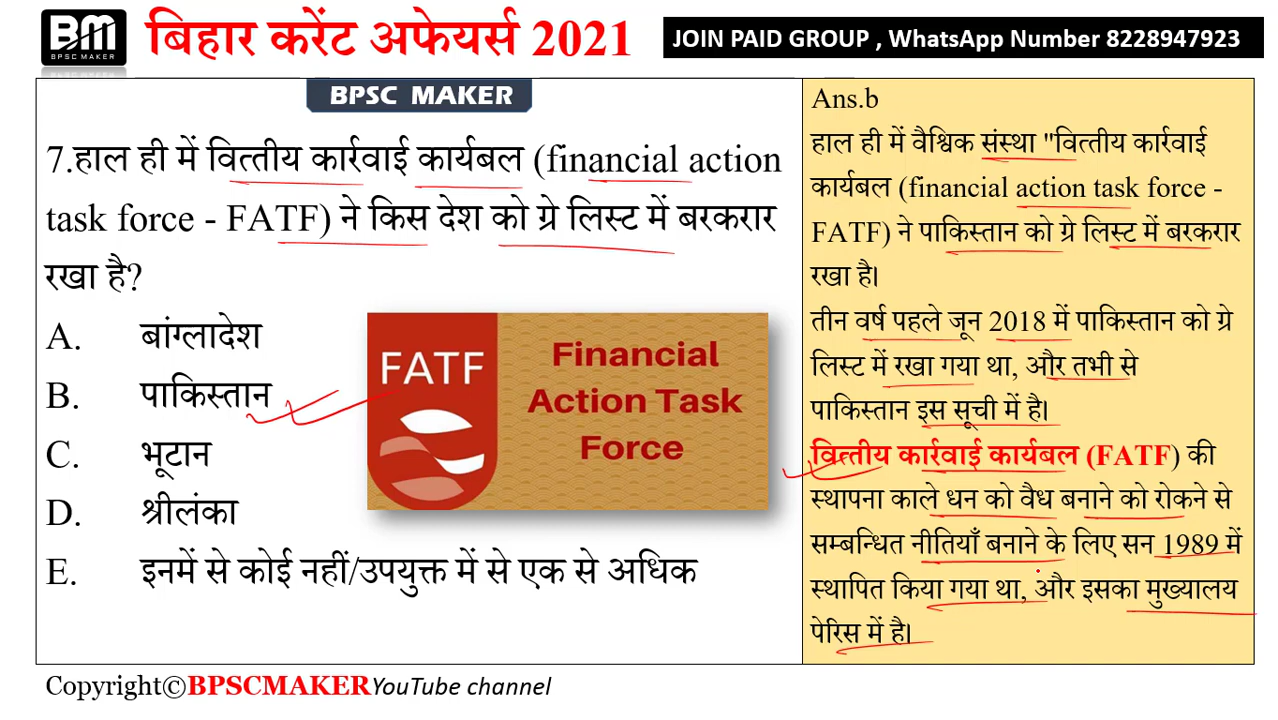 BM
BPSC MAKER
बिहार करेंट अफेयर्स 2021
JOIN PAID GROUP , WhatsApp Number 8228947923
BPSC MAKER
7.हाल ही में वित्तीय कार्रवाई कार्यबल (financial action
task force - FATF) ने किस देश को ग्रे लिस्ट में बरकरार
रखा है?
A. बांग्लादेश
B. पाकिस्तान
C. भूटान
D. श्रीलंका
E. इनमें से कोई नहीं/उपयुक्त में से एक से अधिक
FATF
Financial
Action Task
Force
Ans.b
हाल ही में वैश्विक संस्था "वित्तीय कार्रवाई
कार्यबल (financial action task force -
FATF) ने पाकिस्तान को ग्रे लिस्ट में बरकरार
रखा है।
तीन वर्ष पहले जून 2018 में पाकिस्तान को ग्रे
लिस्ट में रखा गया था, और तभी से
पाकिस्तान इस सूची में है।
वित्तीय कार्रवाई कार्यबल (FATF) की
स्थापना काले धन को वैध बनाने को रोकने से
सम्बन्धित नीतियाँ बनाने के लिए सन 1989 में
स्थापित किया गया था, और इसका मुख्यालय
पेरिस में है।
Copyright©BPSCMAKERYouTube channel